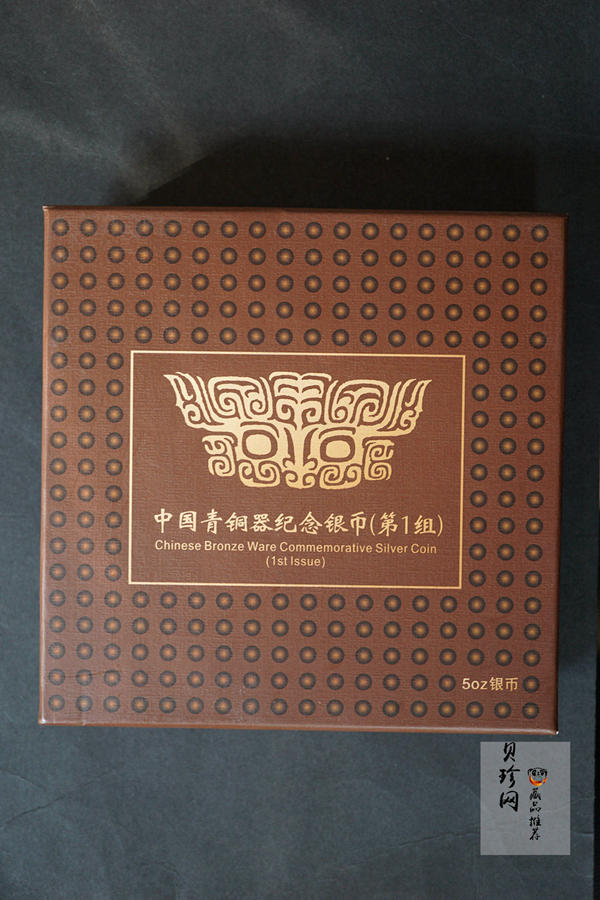 中国青铜器纪念银币(第1组)
Chinese Bronze Ware Commemorative Silver Coin
(1st Issue)
5oz银币
贝珍网
藏品推荐